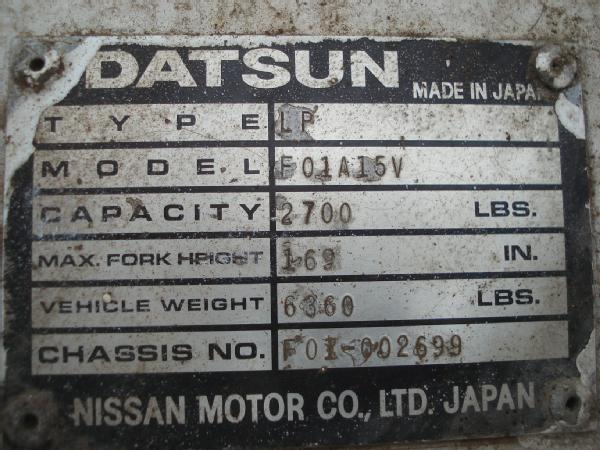 DATSUN MADE IN JAPAN
TYPE LP
MODEL F01A15V
CAPACITY 2700 LBS.
MAX. FORK HEIGHT 169 IN.
VEHICLE WEIGHT 6360 LBS.
CHASSIS NO. F01-002699
NISSAN MOTOR CO., LTD. JAPAN